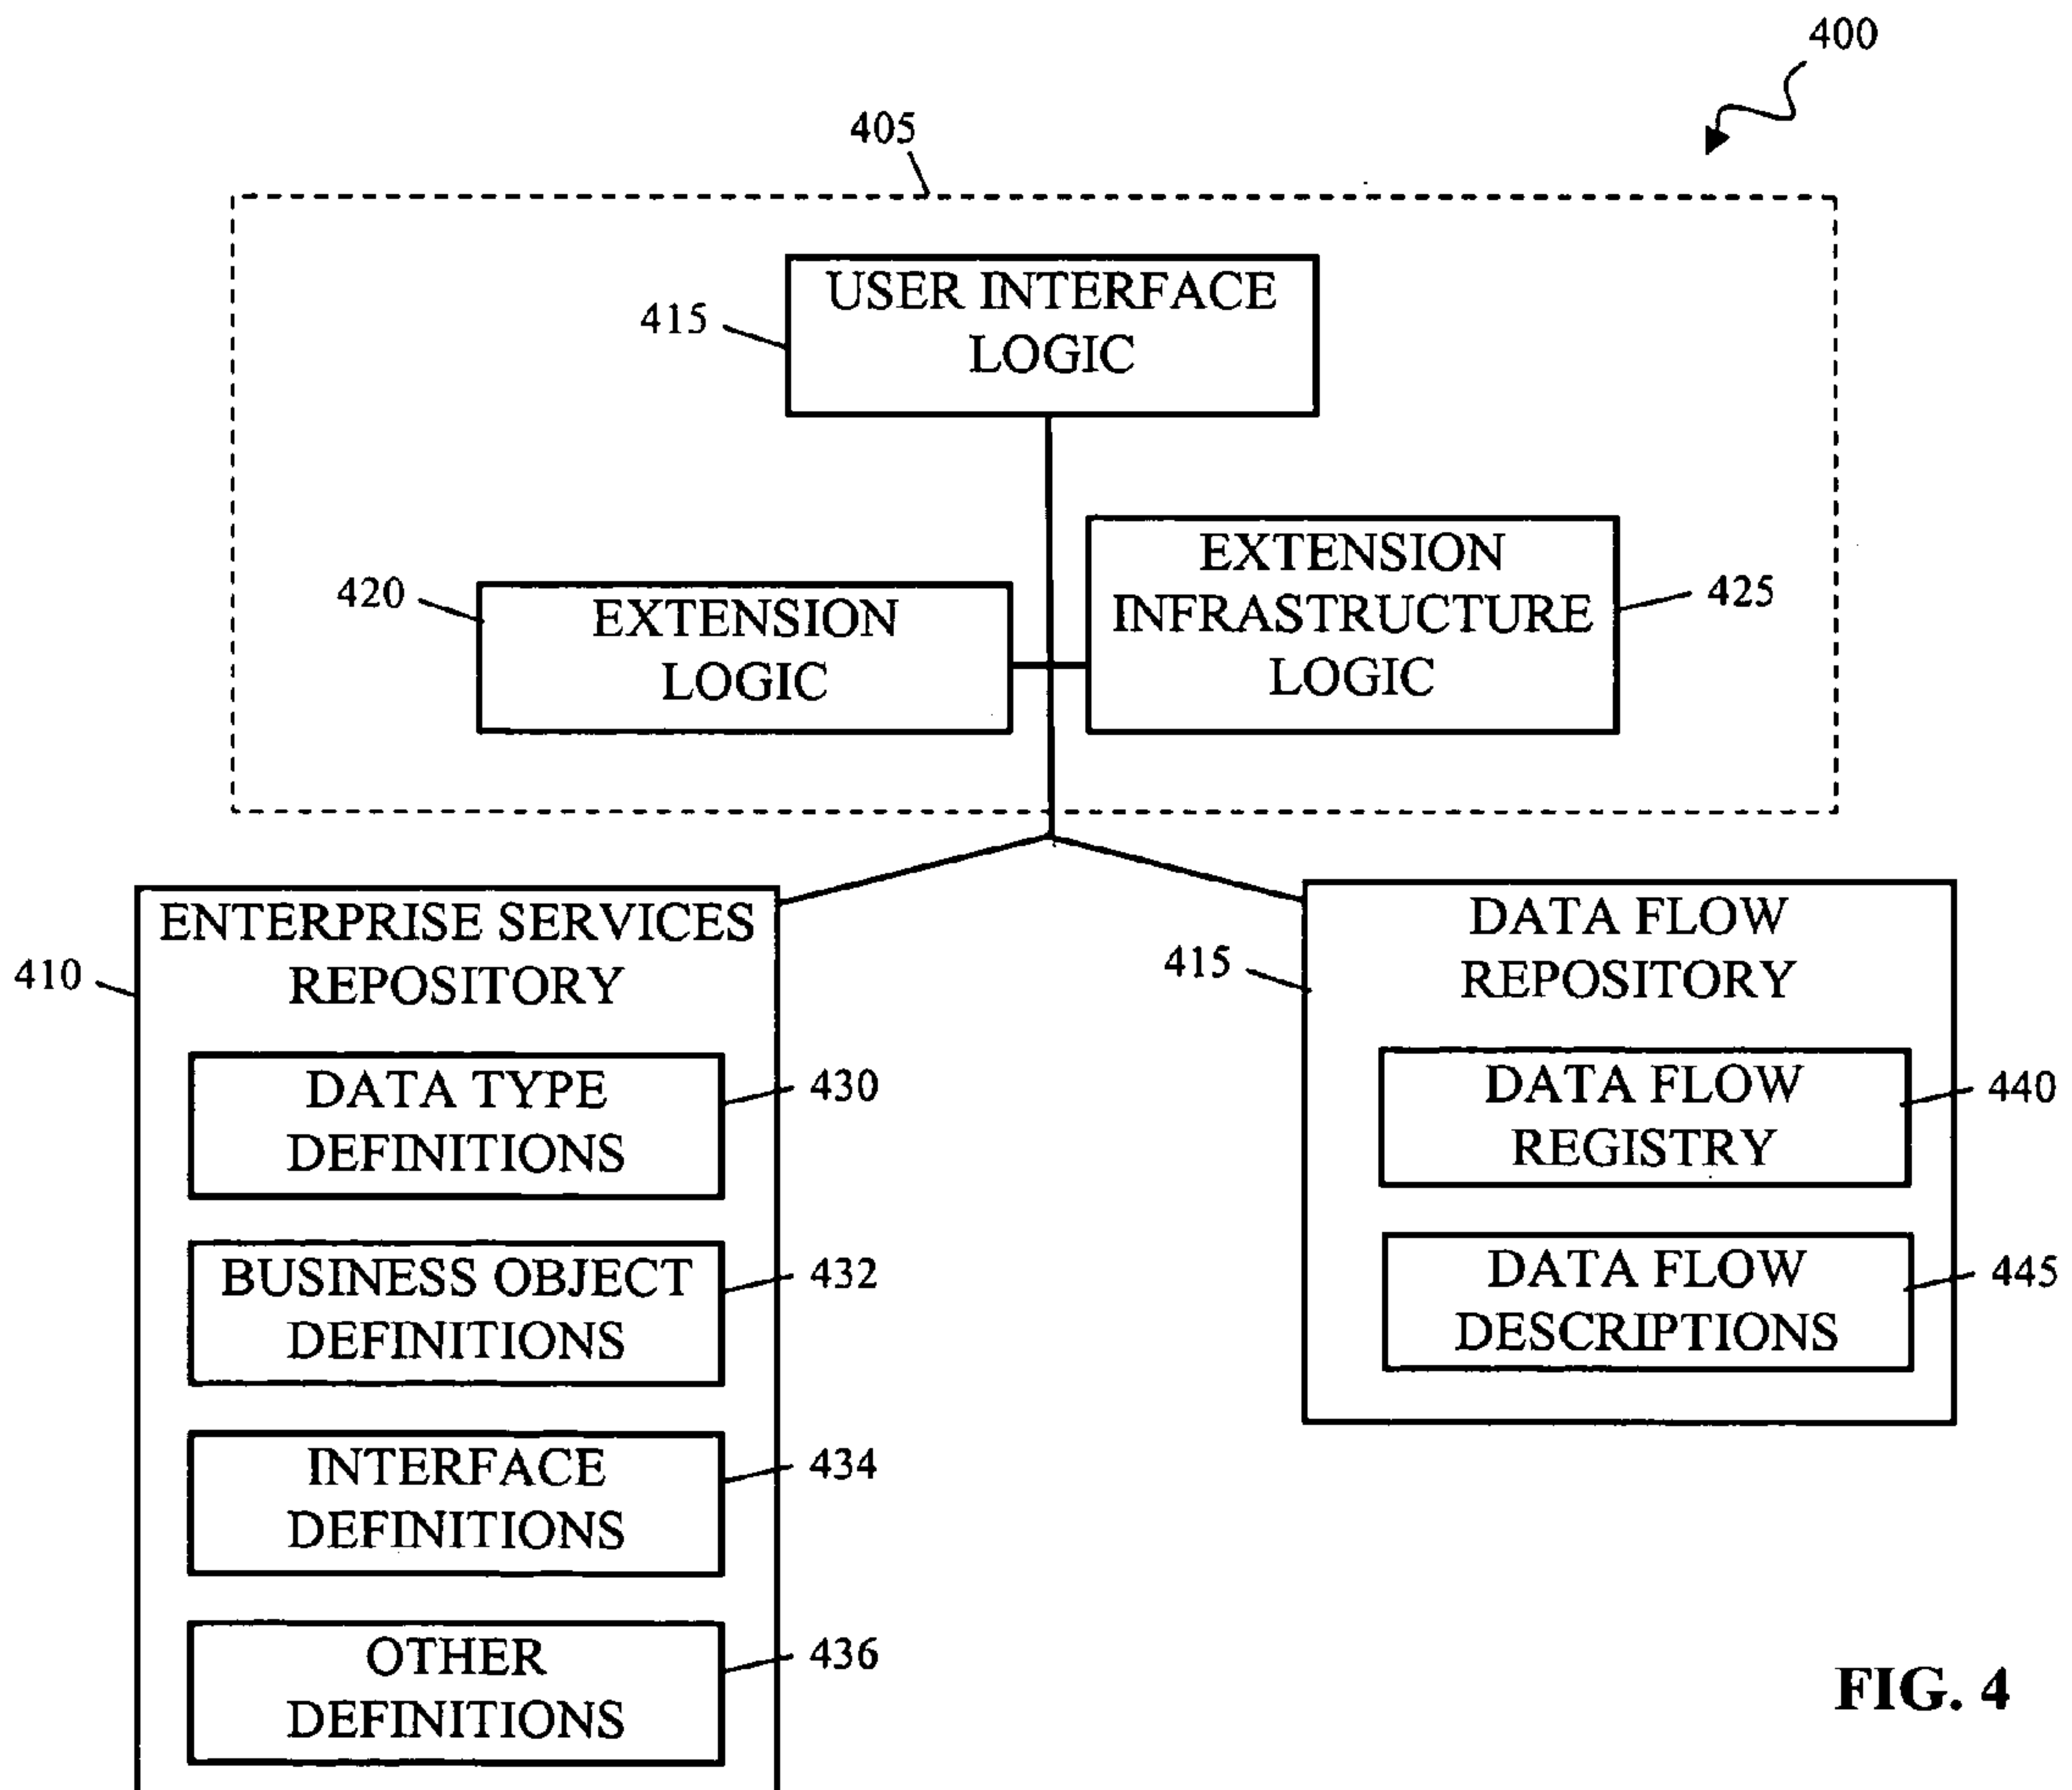 400
405
USER INTERFACE
LOGIC
415
EXTENSION
INFRASTRUCTURE
LOGIC
425
420
EXTENSION
LOGIC
ENTERPRISE SERVICES
REPOSITORY
410
DATA TYPE
DEFINITIONS
430
BUSINESS OBJECT
DEFINITIONS
432
INTERFACE
DEFINITIONS
434
OTHER
DEFINITIONS
436
DATA FLOW
REPOSITORY
415
DATA FLOW
REGISTRY
440
DATA FLOW
DESCRIPTIONS
445
FIG. 4